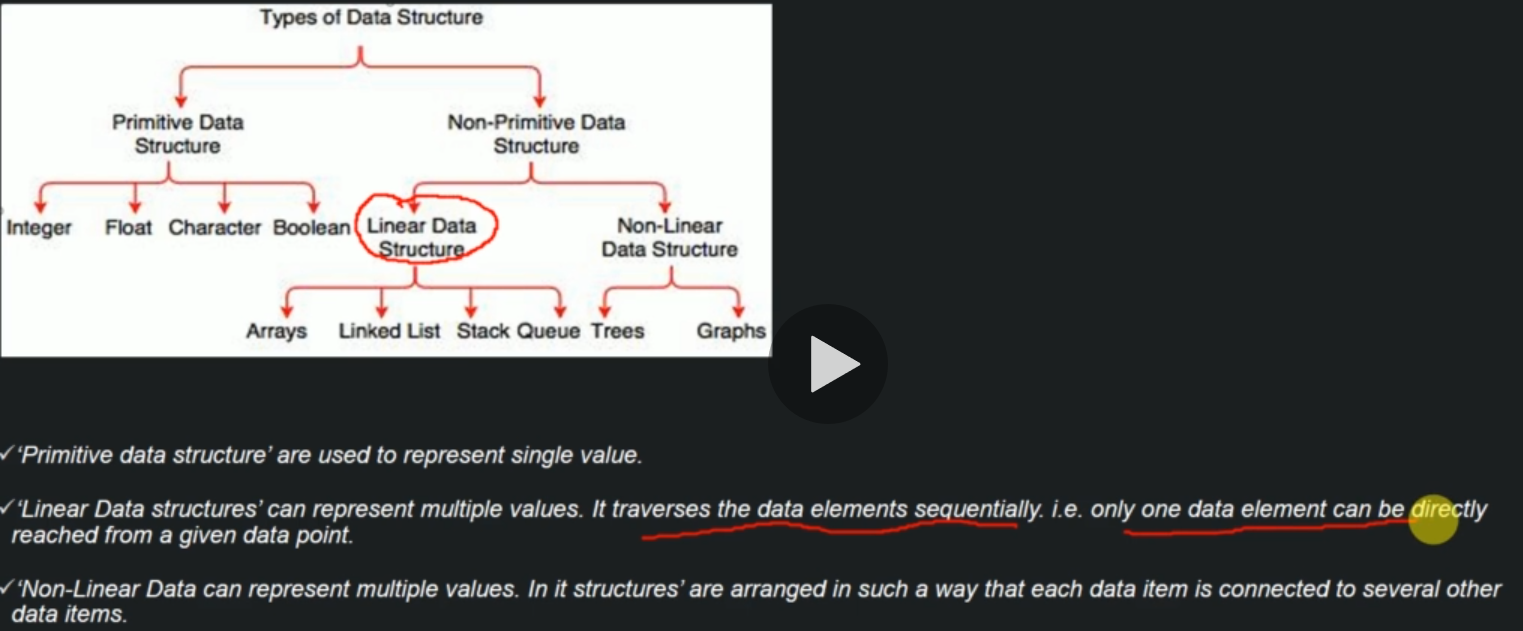 Types of Data Structure
Primitive Data
Structure
Non-Primitive Data
Structure
Integer
Float
Character
Boolean
Linear Data
Structure
Non-Linear
Data Structure
Arrays
Linked List
Stack
Queue
Trees
Graphs
✓'Primitive data structure' are used to represent single value.
✓'Linear Data structures' can represent multiple values. It traverses the data elements sequentially. i.e. only one data element can be directly
reached from a given data point.
✓'Non-Linear Data can represent multiple values. In it structures' are arranged in such a way that each data item is connected to several other
data items.